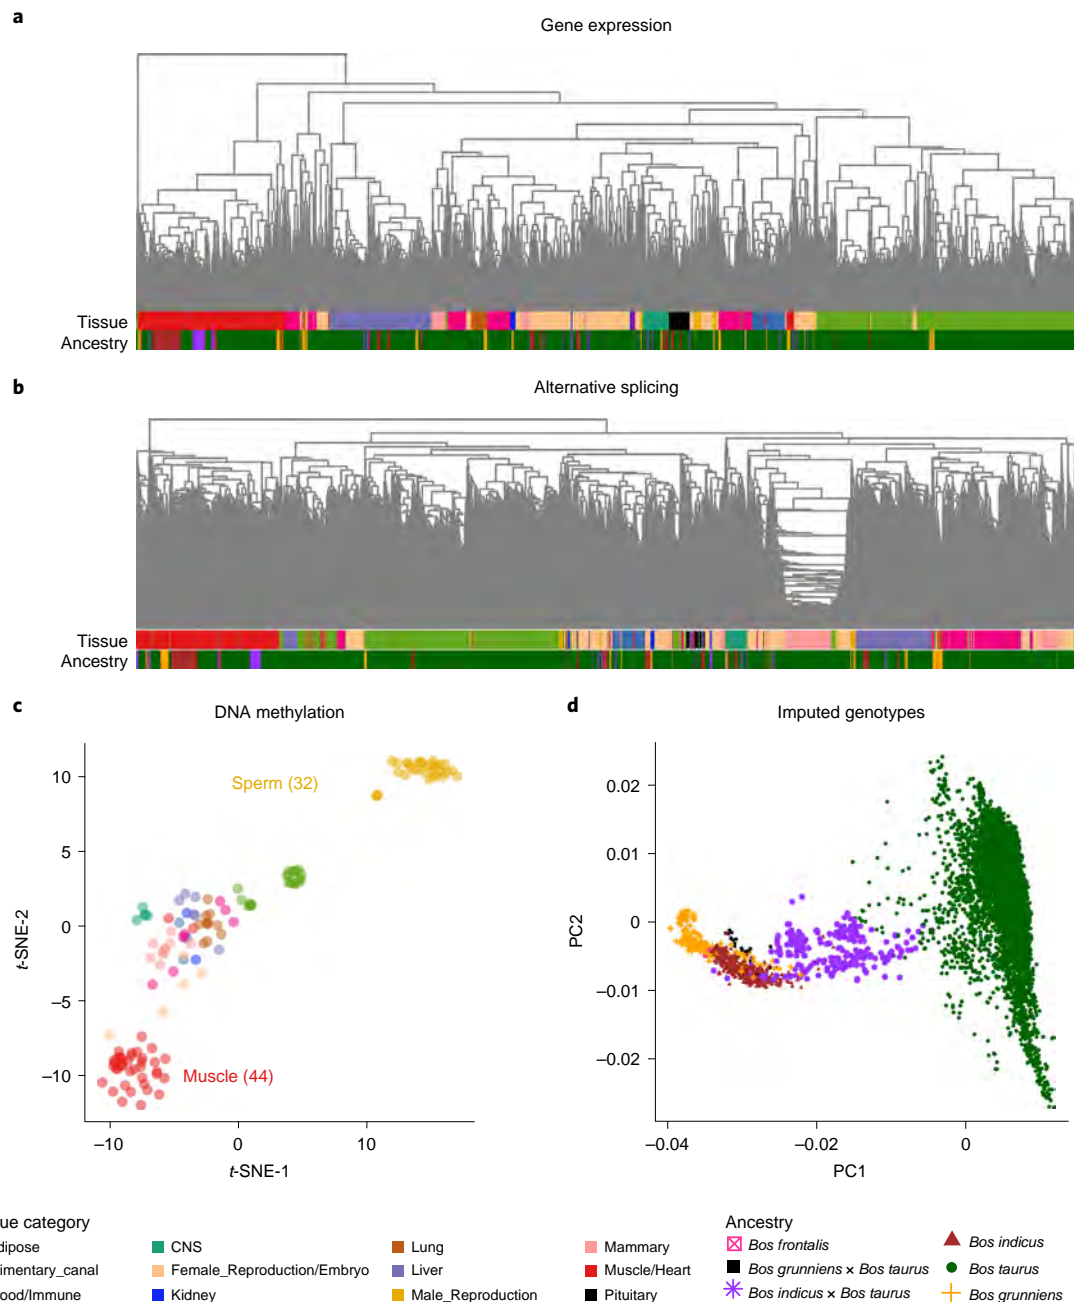 a
Gene expression
Tissue
Ancestry
b
Alternative splicing
Tissue
Ancestry
c
DNA methylation
d
Imputed genotypes
10
5
0
–5
–10
t-SNE-2
Sperm (32)
Muscle (44)
–10
0
10
t-SNE-1
0.02
0.01
0
–0.01
–0.02
PC2
–0.04
–0.02
0
PC1
ue category
dipose
imentary_canal
ood/Immune
CNS
Female_Reproduction/Embryo
Kidney
Lung
Liver
Male_Reproduction
Mammary
Muscle/Heart
Pituitary
Ancestry
Bos frontalis
Bos grunniens × Bos taurus
Bos indicus × Bos taurus
Bos indicus
Bos taurus
Bos grunniens